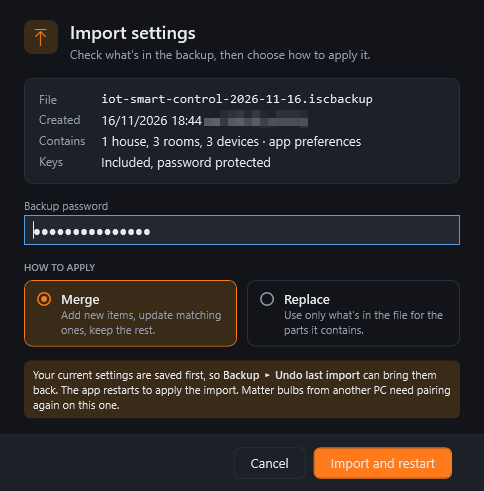 Import settings
Check what's in the backup, then choose how to apply it.
File iot-smart-control-2026-11-16.iscbackup
Created 16/11/2026 18:44
Contains 1 house, 3 rooms, 3 devices · app preferences
Keys Included, password protected
Backup password
●●●●●●●●●●●●●●●
HOW TO APPLY
Merge
Add new items, update matching
ones, keep the rest.
Replace
Use only what's in the file for the
parts it contains.
Your current settings are saved first, so Backup ▸ Undo last import can bring them
back. The app restarts to apply the import. Matter bulbs from another PC need pairing
again on this one.
Cancel
Import and restart